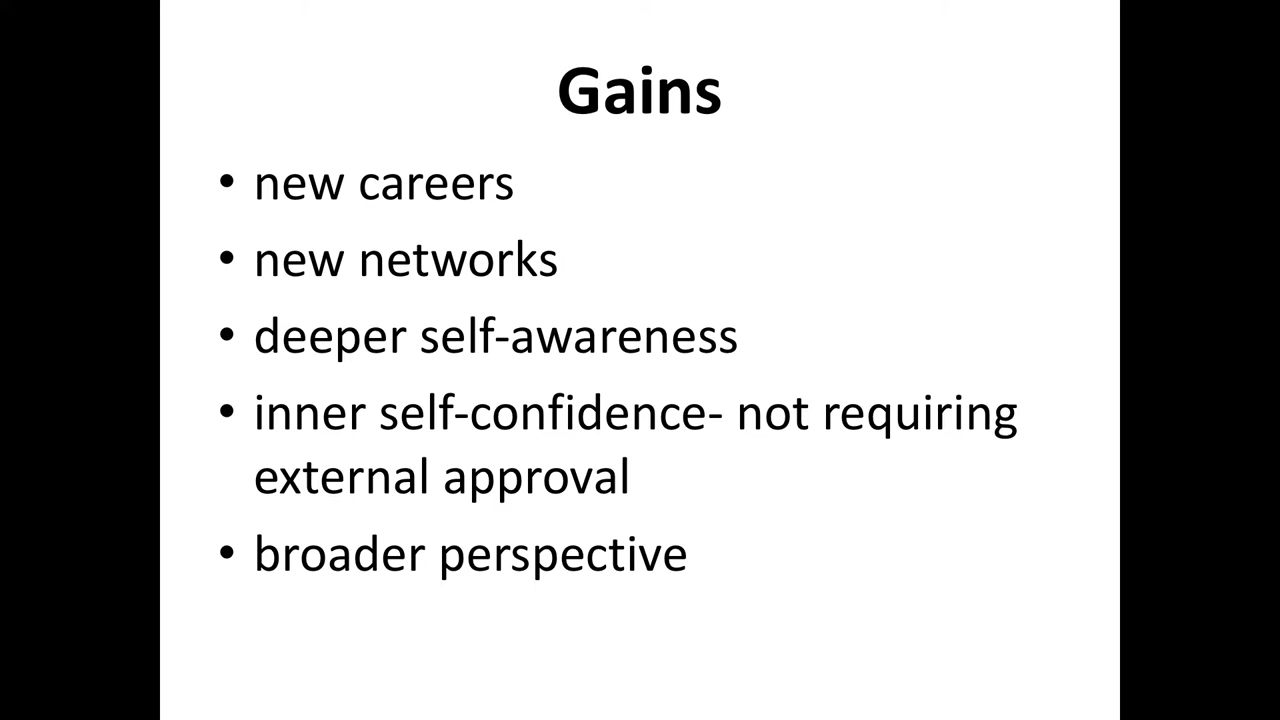 Gains
• new careers
• new networks
• deeper self-awareness
• inner self-confidence- not requiring
external approval
• broader perspective